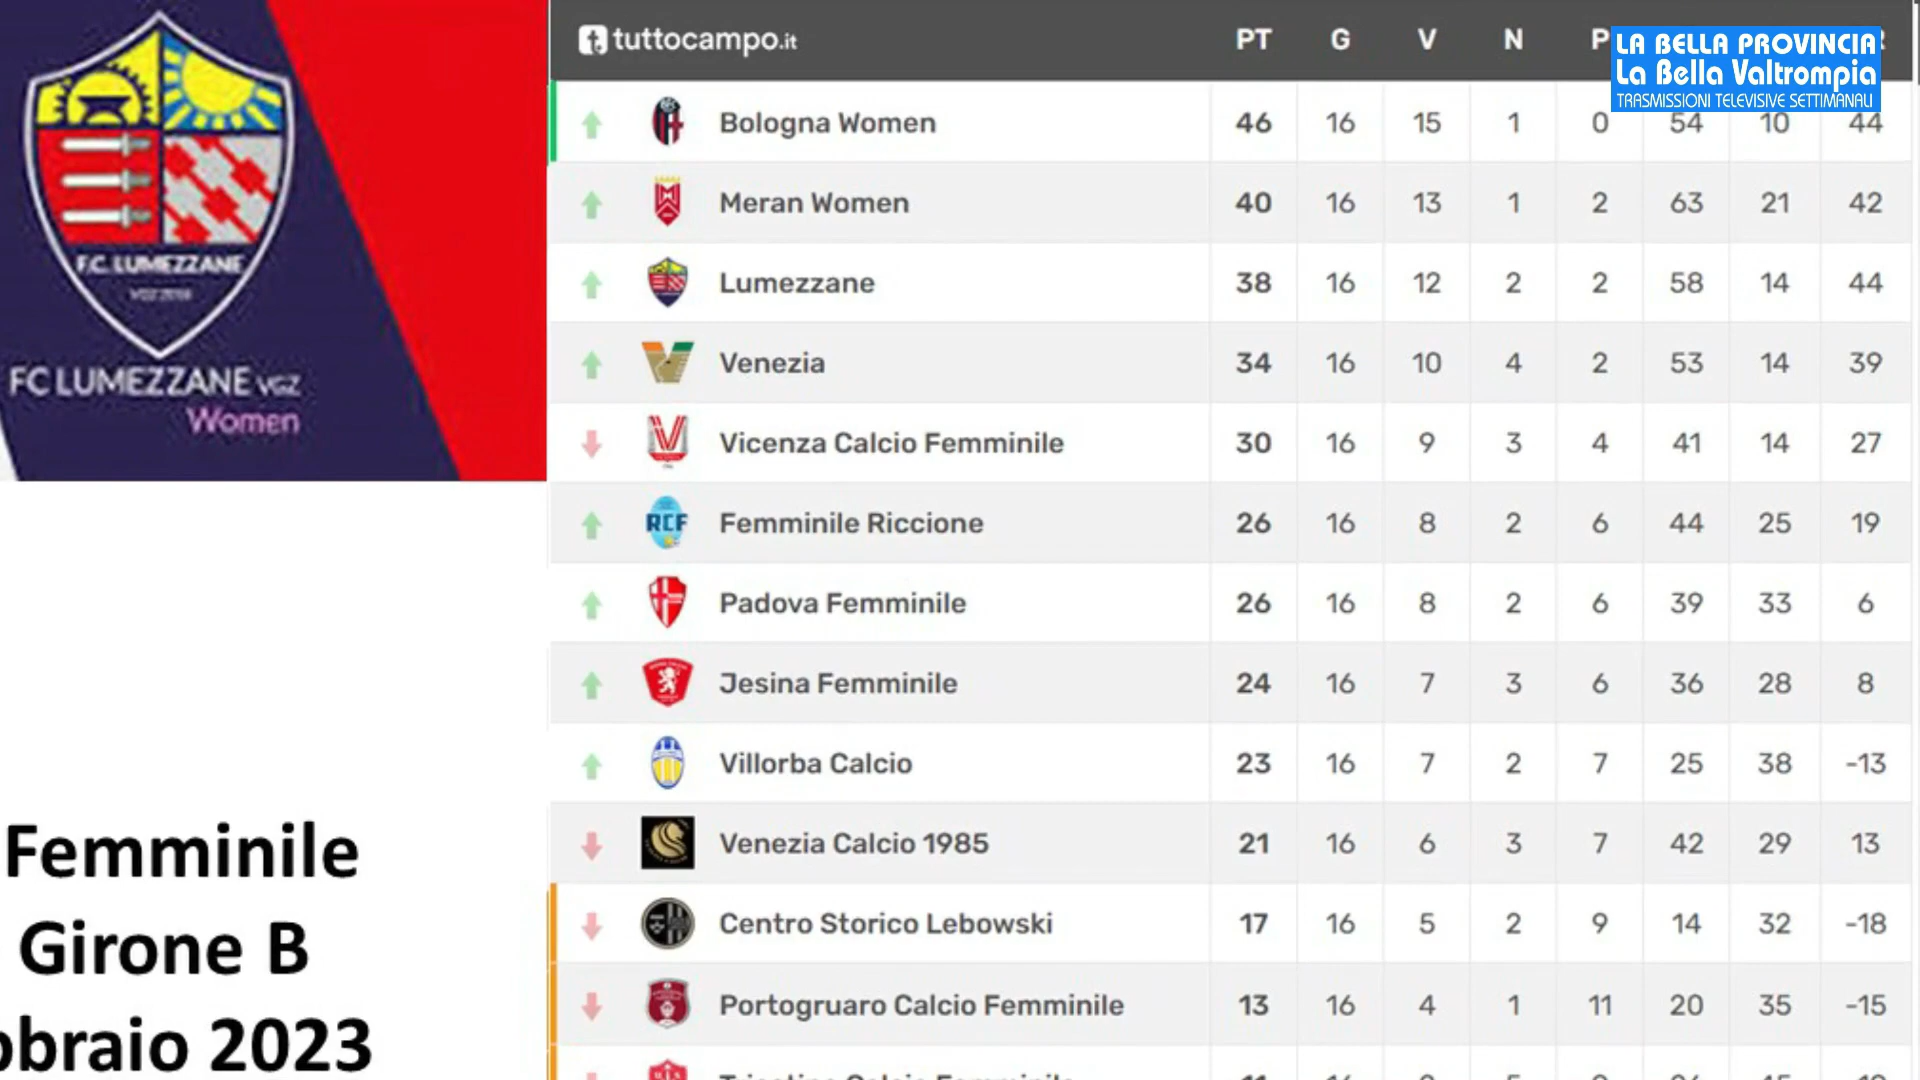 F.C. LUMEZZANE
VGZ 2018
FC LUMEZZANE VGZ
Women
Femminile
Girone B
bbraio 2023
tuttocampo.it PT G V N P
LA BELLA PROVINCIA
La Bella Valtrompia
TRASMISSIONI TELEVISIVE SETTIMANALI
Bologna Women 46 16 15 1 0 54 10 44
Meran Women 40 16 13 1 2 63 21 42
Lumezzane 38 16 12 2 2 58 14 44
Venezia 34 16 10 4 2 53 14 39
Vicenza Calcio Femminile 30 16 9 3 4 41 14 27
RCF
Femminile Riccione 26 16 8 2 6 44 25 19
Padova Femminile 26 16 8 2 6 39 33 6
Jesina Femminile 24 16 7 3 6 36 28 8
Villorba Calcio 23 16 7 2 7 25 38 -13
Venezia Calcio 1985 21 16 6 3 7 42 29 13
Centro Storico Lebowski 17 16 5 2 9 14 32 -18
Portogruaro Calcio Femminile 13 16 4 1 11 20 35 -15